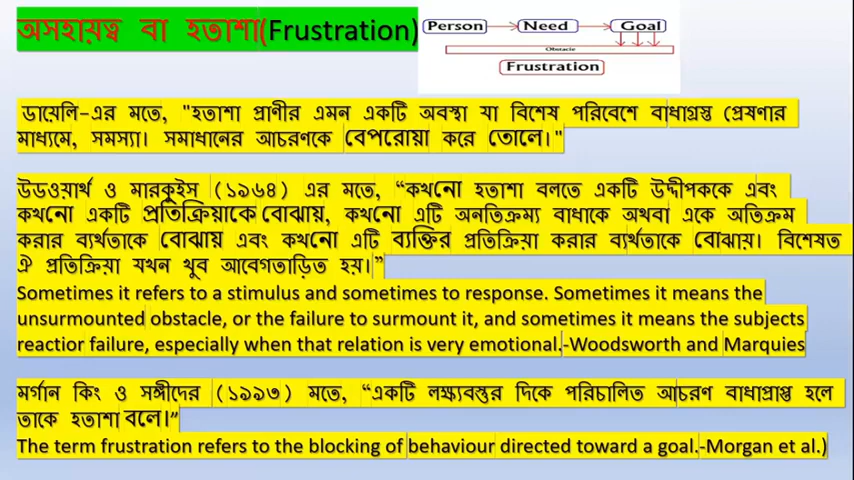 অসহায়ত্ব বা হতাশা(Frustration)
Person Need Goal
Obstacle
Frustration
ডায়েলি-এর মতে, "হতাশা প্রাণীর এমন একটি অবস্থা যা বিশেষ পরিবেশে বাধাগ্রস্ত প্রেষণার
মাধ্যমে, সমস্যা। সমাধানের আচরণকে বেপরোয়া করে তোলে।"
উডওয়ার্থ ও মারকুইস (১৯৬৪) এর মতে, “কখনো হতাশা বলতে একটি উদ্দীপককে এবং
কখনো একটি প্রতিক্রিয়াকে বোঝায়, কখনো এটি অনতিক্রম্য বাধাকে অথবা একে অতিক্রম
করার ব্যর্থতাকে বোঝায় এবং কখনো এটি ব্যক্তির প্রতিক্রিয়া করার ব্যর্থতাকে বোঝায়। বিশেষত
ঐ প্রতিক্রিয়া যখন খুব আবেগতাড়িত হয়।”
Sometimes it refers to a stimulus and sometimes to response. Sometimes it means the
unsurmounted obstacle, or the failure to surmount it, and sometimes it means the subjects
reactior failure, especially when that relation is very emotional.-Woodsworth and Marquies
মর্গান কিং ও সঙ্গীদের (১৯৯৩) মতে, “একটি লক্ষ্যবস্তুর দিকে পরিচালিত আচরণ বাধাপ্রাপ্ত হলে
তাকে হতাশা বলে।”
The term frustration refers to the blocking of behaviour directed toward a goal.-Morgan et al.)